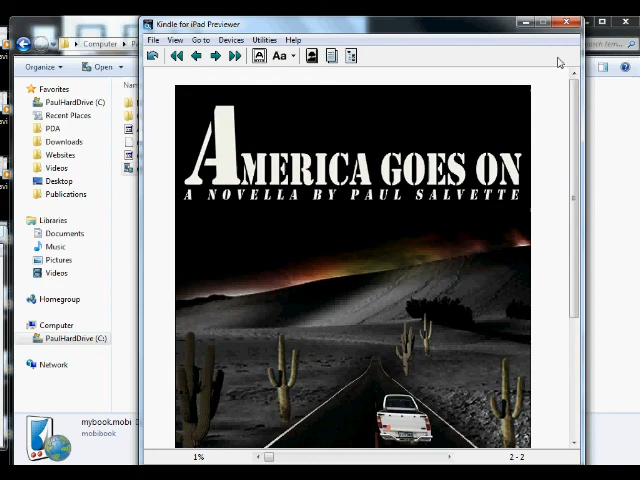 Kindle for iPad Previewer
File View Go to Devices Utilities Help
Aa
Computer
Organize Open
Favorites
PaulHardDrive (C)
Recent Places
PDA
Downloads
Websites
Videos
Desktop
Publications
Libraries
Documents
Music
Pictures
Videos
Homegroup
Computer
PaulHardDrive (C:)
Network
AMERICA GOES ON
A NOVELLA BY PAUL SALVETTE
mybook.mobi
mobibook
1%
2 - 2